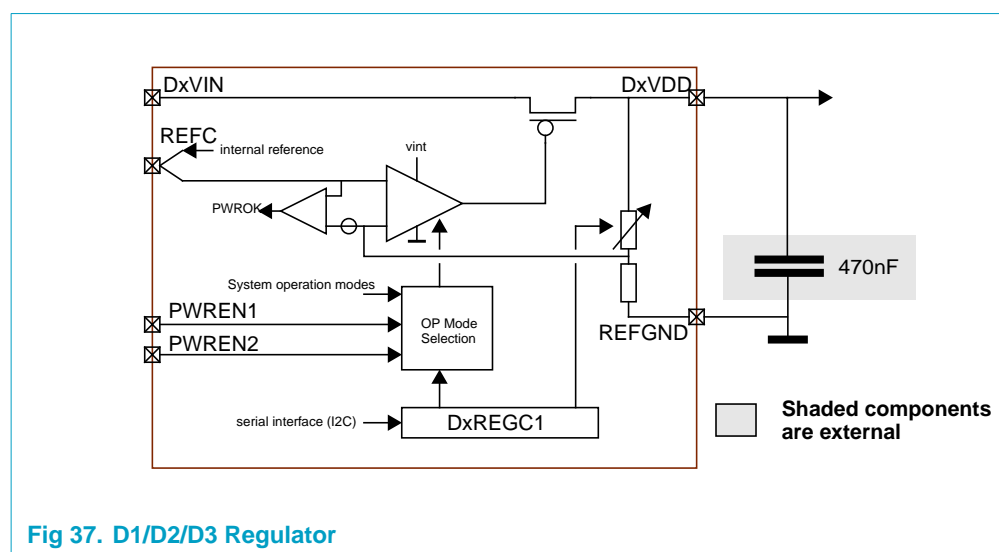 DxVIN
DxVDD
REFC
internal reference
vint
PWROK
470nF
System operation modes
PWREN1
OP Mode
Selection
REFGND
PWREN2
serial interface (I2C)
DxREGC1
Shaded components
are external
Fig 37. D1/D2/D3 Regulator